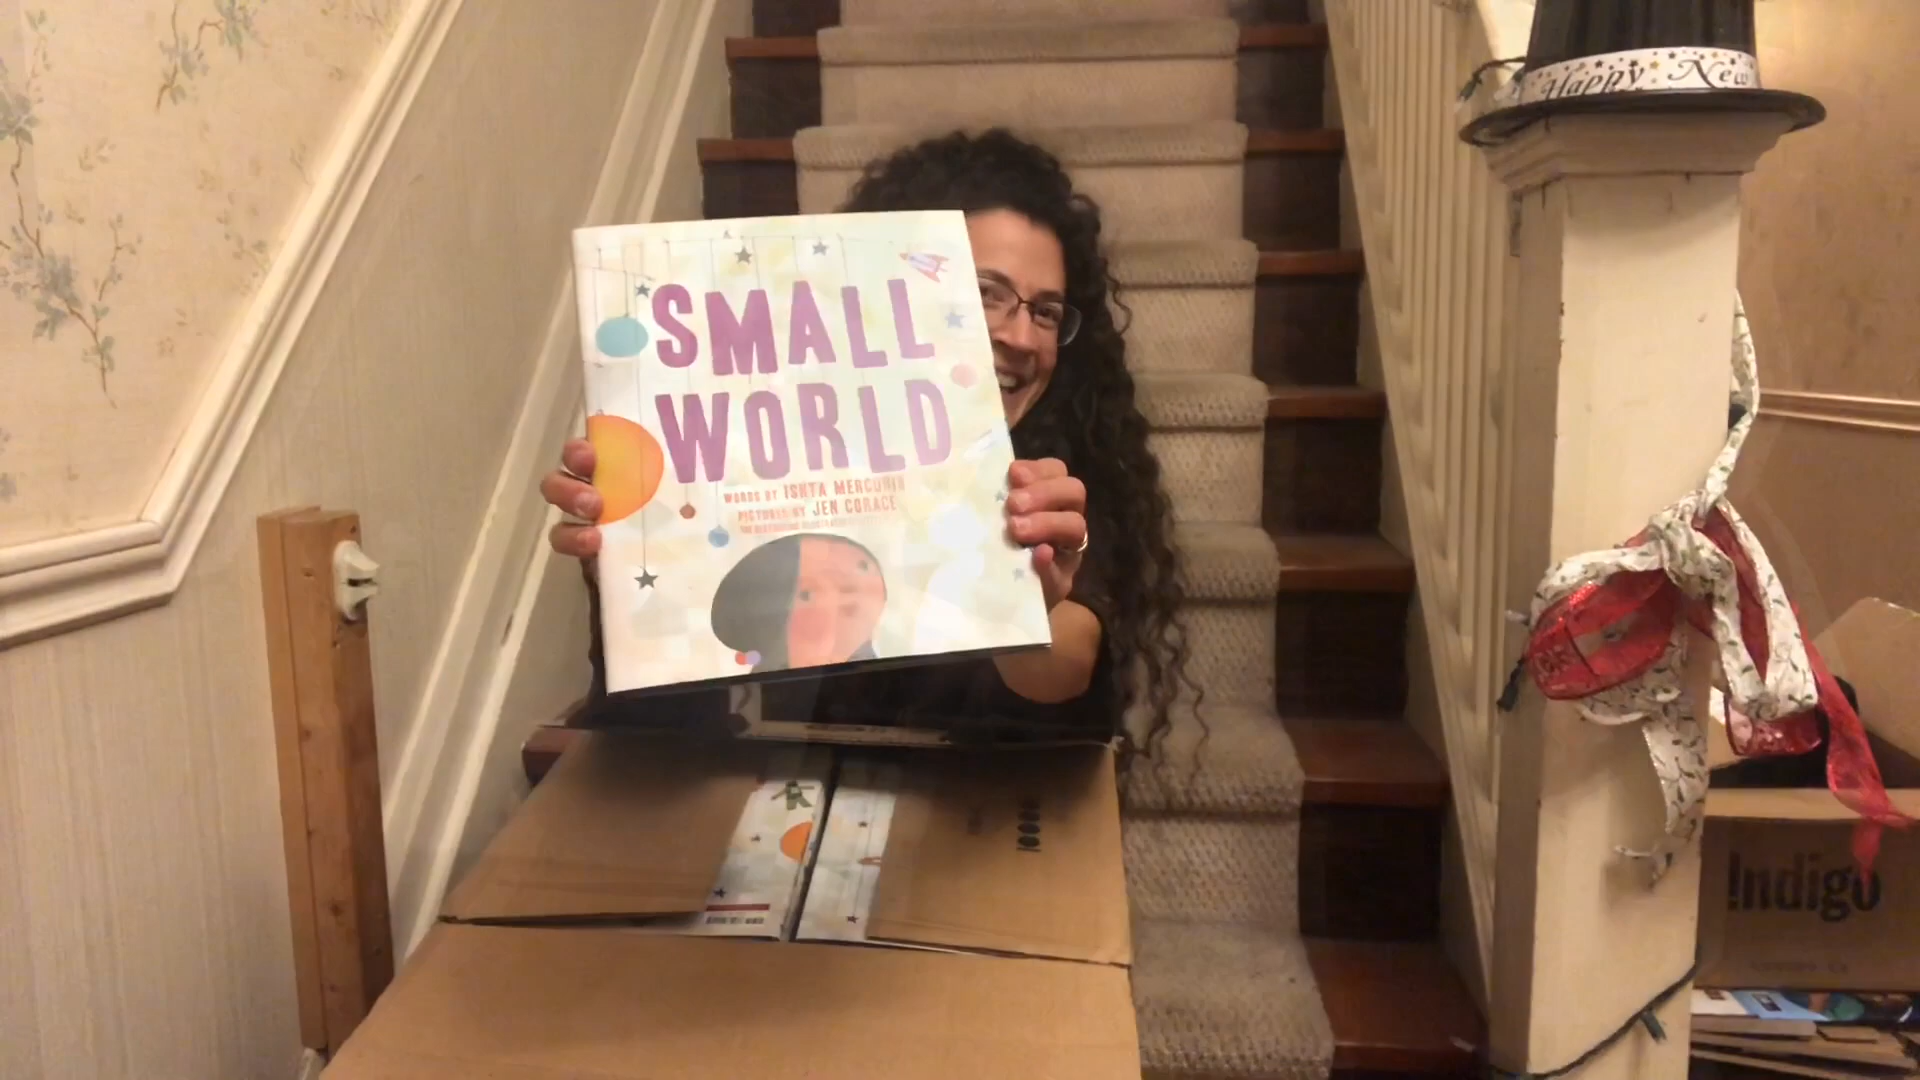 SMALL
WORLD
WORDS BY ISHTA MERCURIO
PICTURES BY JEN CORACE
Happy New
Indigo